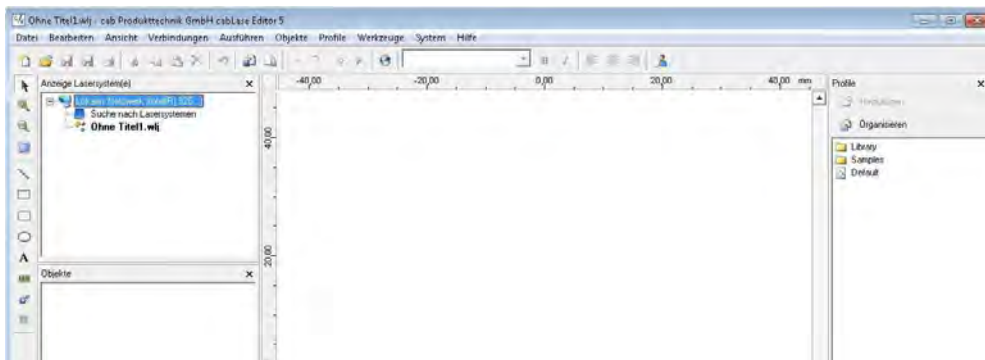 Ohne Titel1.wlj - cab Produkttechnik GmbH cabLase Editor 5
Datei Bearbeiten Ansicht Verbindungen Ausführen Objekte Profile Werkzeuge System Hilfe
Anzeige Lasersystem(e)
Suche nach Lasersystemen
Ohne Titel1.wlj
Objekte
-40,00 -20,00 0,00 20,00 40,00 mm
40,00
20,00
Profile
Organisieren
Library
Samples
Default